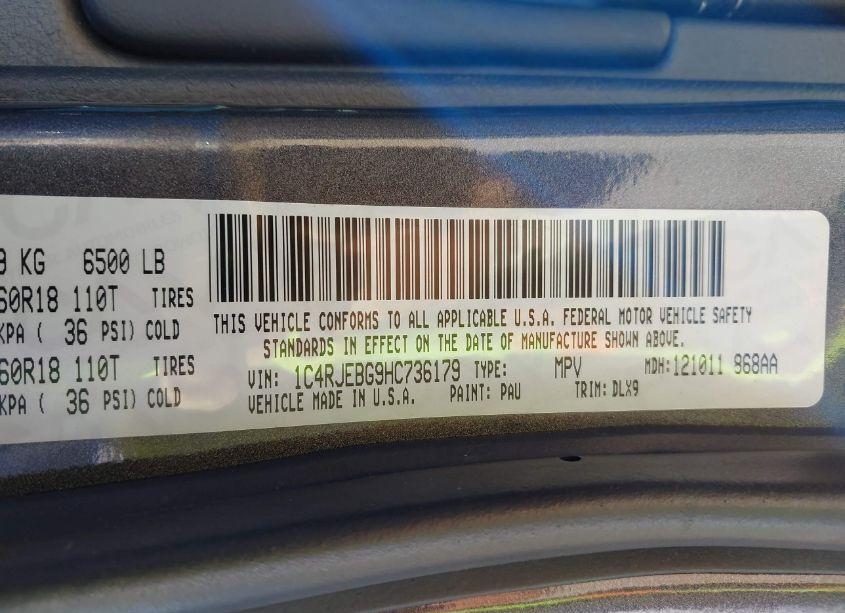 8 KG 6500 LB
60R18 110T TIRES
KPA ( 36 PSI) COLD
60R18 110T TIRES
KPA ( 36 PSI) COLD
THIS VEHICLE CONFORMS TO ALL APPLICABLE U.S.A. FEDERAL MOTOR VEHICLE SAFETY
STANDARDS IN EFFECT ON THE DATE OF MANUFACTURE SHOWN ABOVE.
VIN: 1C4RJEBG9HC736179 TYPE: MPV MDH: 121011 968AA
VEHICLE MADE IN U.S.A. PAINT: PAU TRIM: DLX9